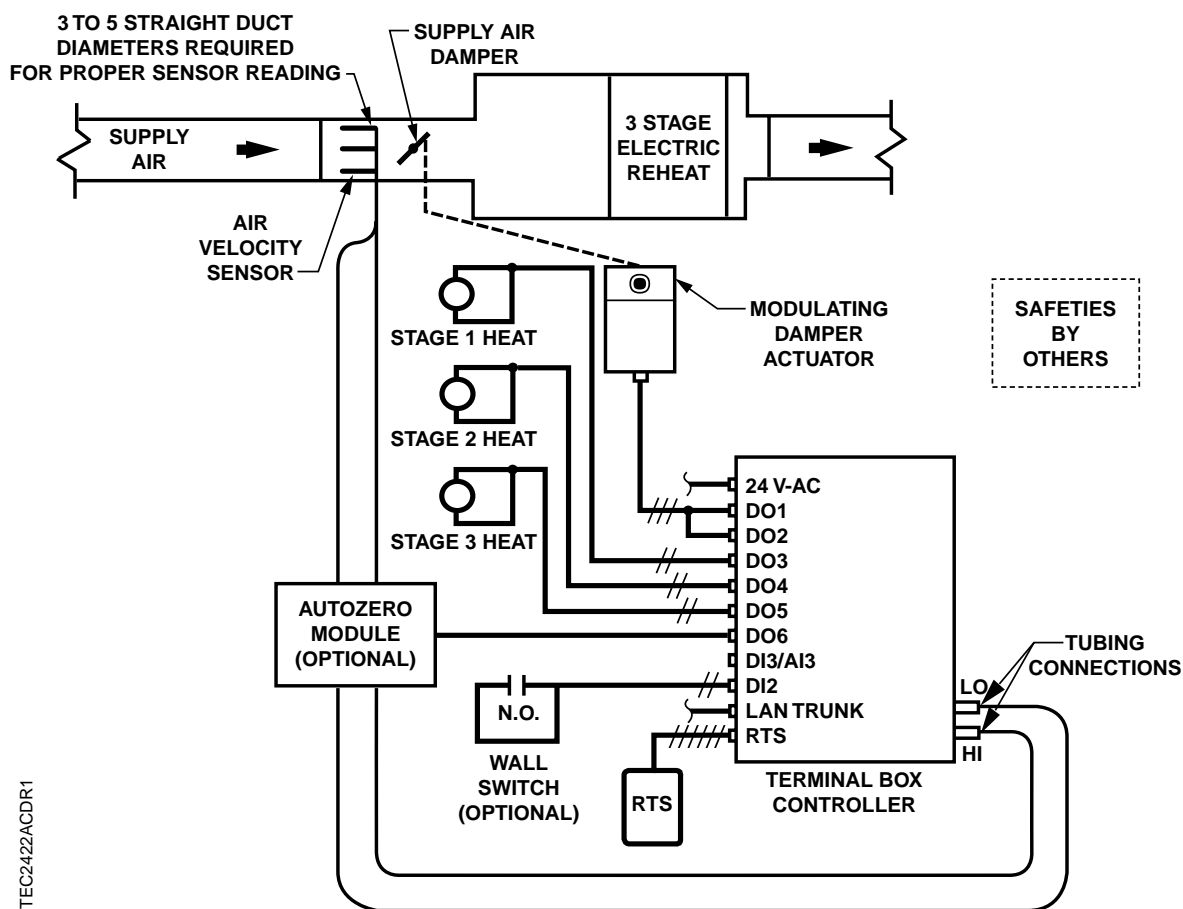 3 TO 5 STRAIGHT DUCT
DIAMETERS REQUIRED
FOR PROPER SENSOR READING
SUPPLY AIR
DAMPER
SUPPLY
AIR
3 STAGE
ELECTRIC
REHEAT
AIR
VELOCITY
SENSOR
STAGE 1 HEAT
MODULATING
DAMPER
ACTUATOR
SAFETIES
BY
OTHERS
STAGE 2 HEAT
STAGE 3 HEAT
24 V-AC
DO1
DO2
DO3
DO4
DO5
DO6
DI3/AI3
DI2
LAN TRUNK
RTS
AUTOZERO
MODULE
(OPTIONAL)
TUBING
CONNECTIONS
LO
HI
N.O.
WALL
SWITCH
(OPTIONAL)
RTS
TERMINAL BOX
CONTROLLER
TEC2422ACDR1